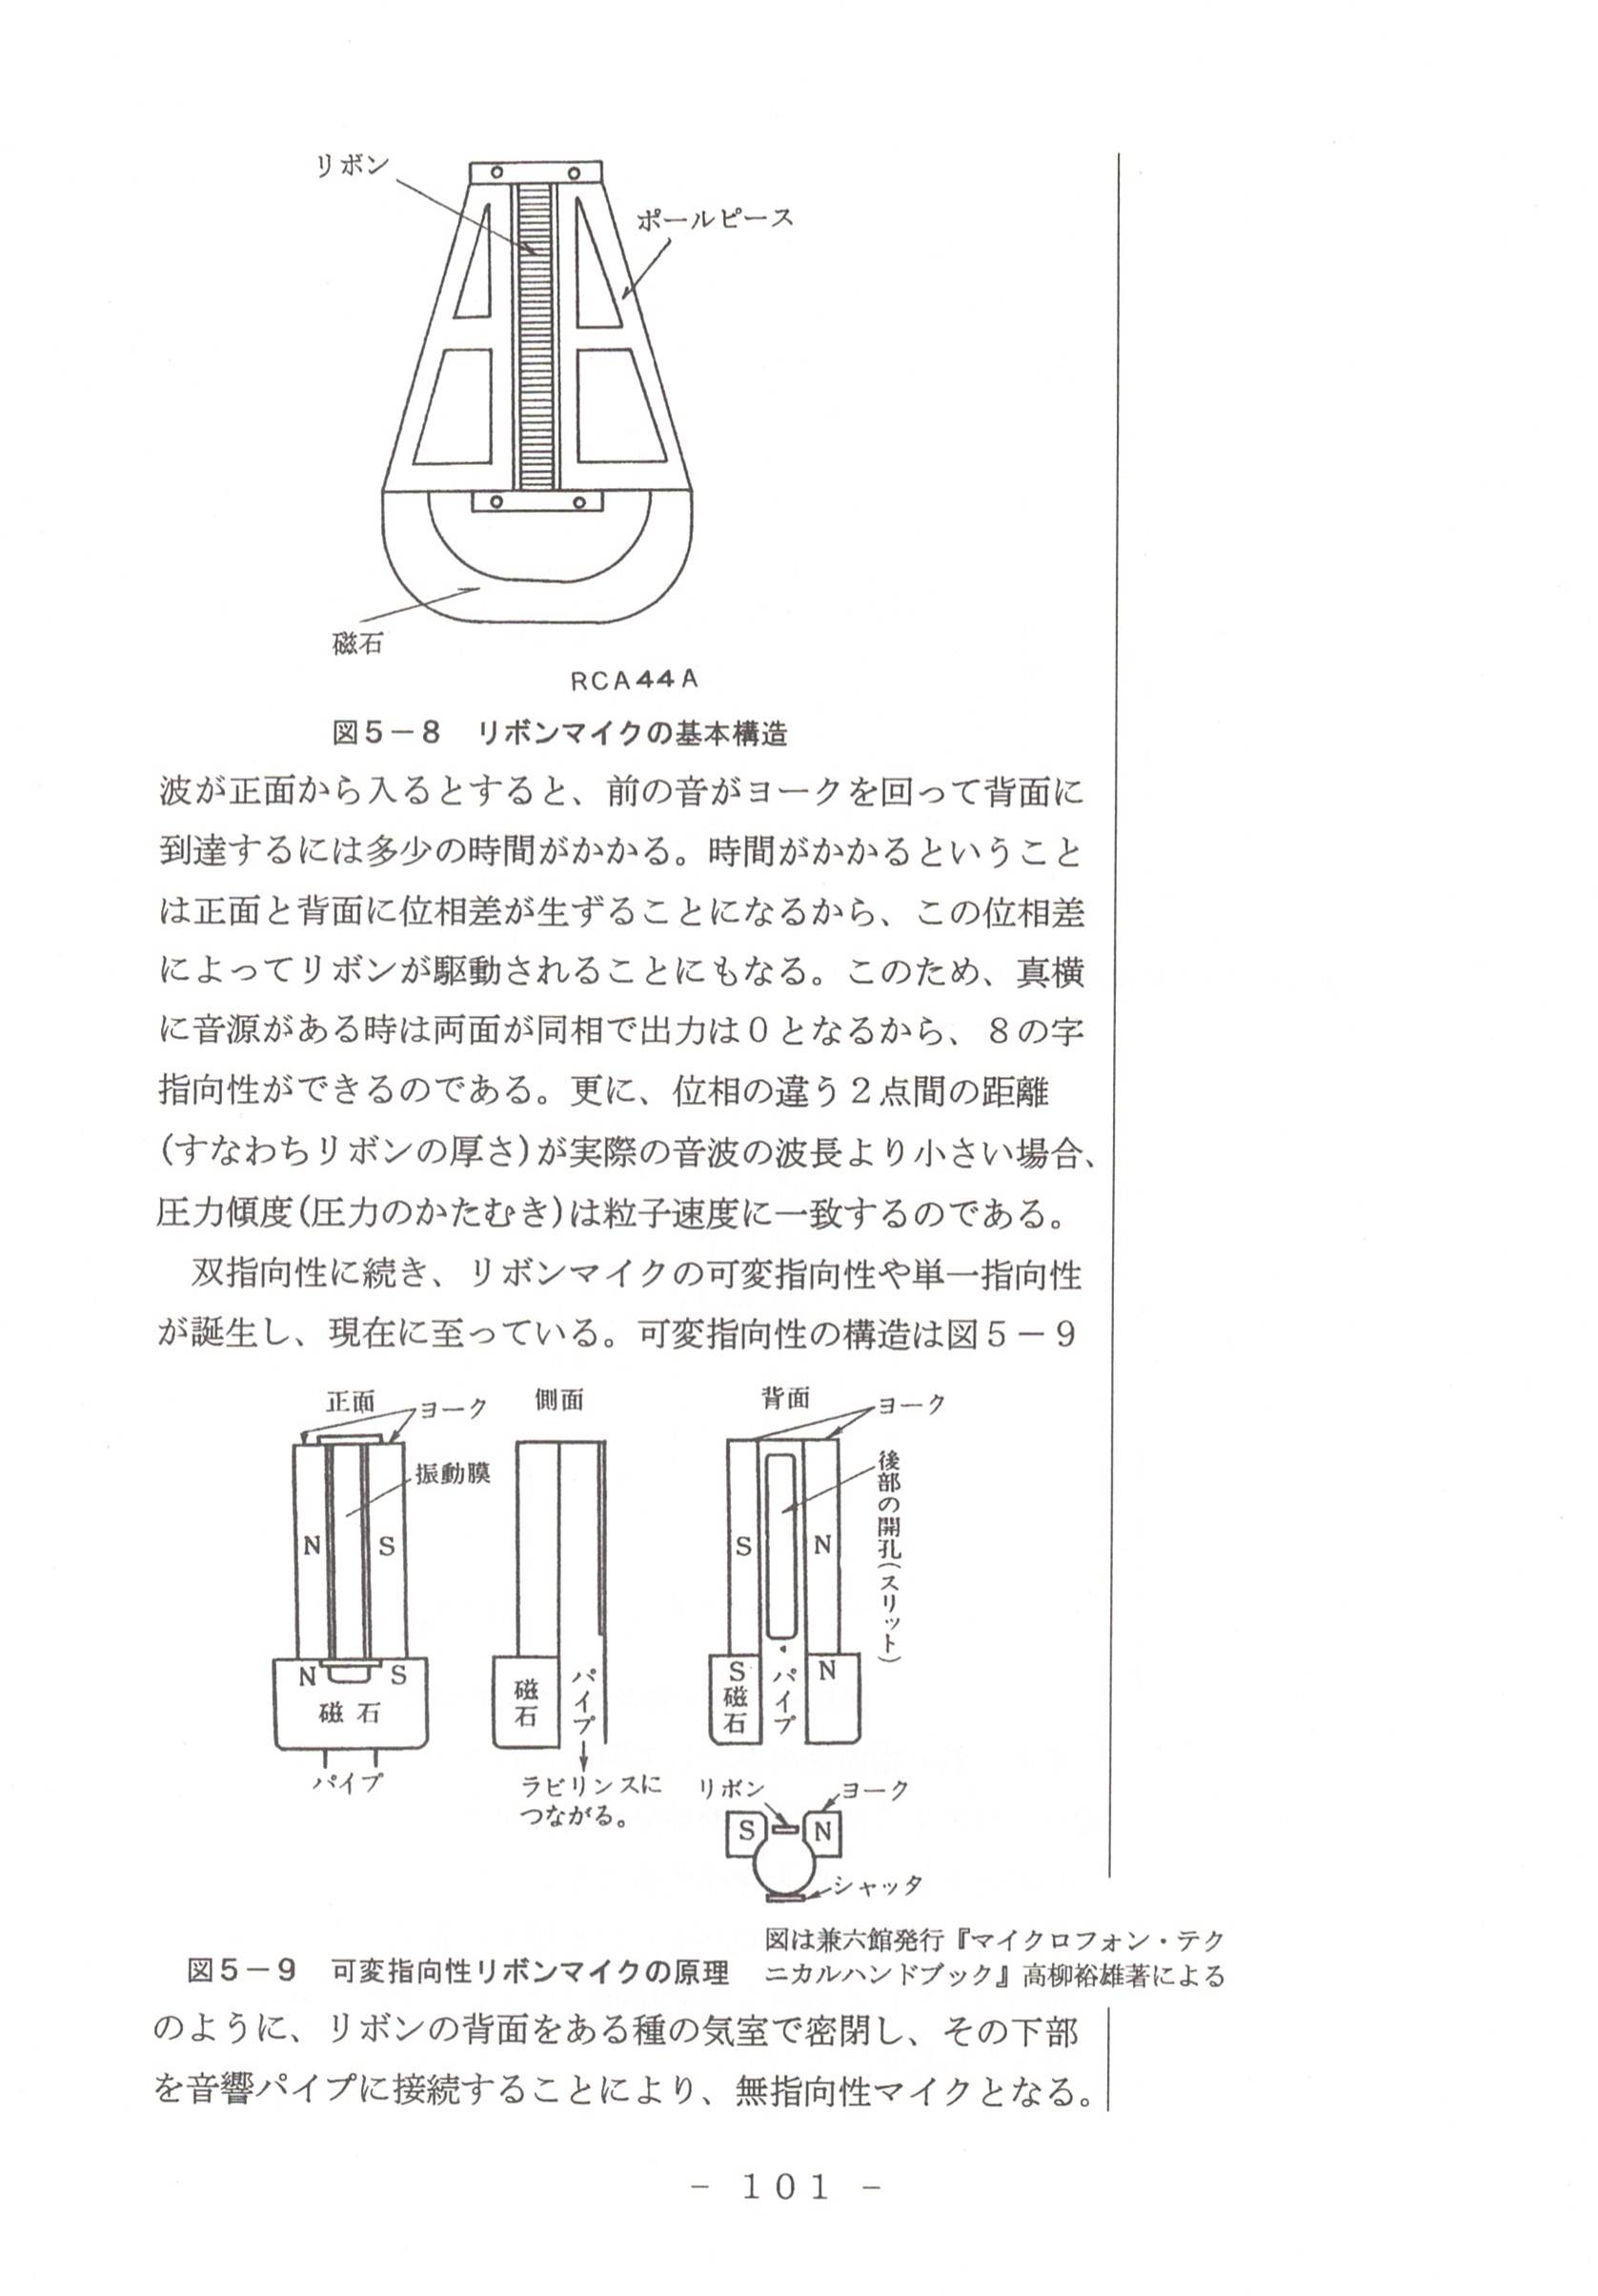 リボン
ポールピース
磁石
RCA44A
図5-8 リボンマイクの基本構造
波が正面から入るとすると、前の音がヨークを回って背面に
到達するには多少の時間がかかる。時間がかかるということ
は正面と背面に位相差が生ずることになるから、この位相差
によってリボンが駆動されることにもなる。このため、真横
に音源がある時は両面が同相で出力は0となるから、8の字
指向性ができるのである。更に、位相の違う2点間の距離
(すなわちリボンの厚さ)が実際の音波の波長より小さい場合、
圧力傾度(圧力のかたむき)は粒子速度に一致するのである。
双指向性に続き、リボンマイクの可変指向性や単一指向性
が誕生し、現在に至っている。可変指向性の構造は図5-9
正面
ヨーク
振動膜
N
S
N
S
磁石
パイプ
側面
磁石
パイプ
ラビリンスに
つながる。
背面
ヨーク
後部の開孔(スリット)
S
N
S
磁石
パイプ
N
リボン
ヨーク
S
N
シャッタ
図5-9 可変指向性リボンマイクの原理
図は兼六館発行『マイクロフォン・テク
ニカルハンドブック』高柳裕雄著による
のように、リボンの背面をある種の気室で密閉し、その下部
を音響パイプに接続することにより、無指向性マイクとなる。
- 101 -